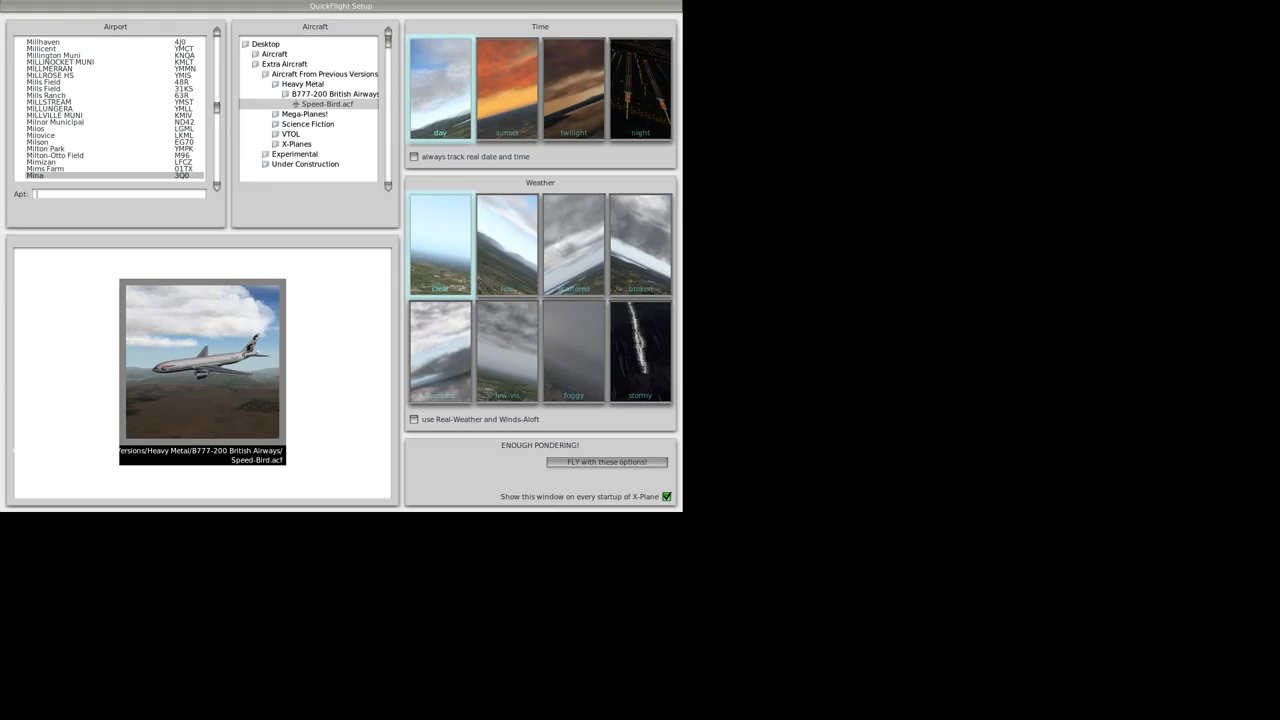 QuickFlight Setup
Airport
Millhaven 4J0
Millicent YMCT
Millington Muni KNQA
MILLINOCKET MUNI KMLT
MILLMERRAN YMMN
MILLROSE HS YMIS
Mills Field 48R
Mills Field 31KS
Mills Ranch 63R
MILLSTREAM YMST
MILLUNGERA YMLL
MILLVILLE MUNI KMIV
Milnor Municipal ND42
Milos LGML
Milovice LKML
Milson EG70
Milton Park YMPK
Milton-Otto Field M96
Mimizan LFCZ
Mims Farm 01TX
Mina 3Q0
Apt:
Aircraft
Desktop
Aircraft
Extra Aircraft
Aircraft From Previous Versions
Heavy Metal
B777-200 British Airways
Speed-Bird.acf
Mega-Planes!
Science Fiction
VTOL
X-Planes
Experimental
Under Construction
Time
day sunset twilight night
always track real date and time
Weather
clear few scattered broken
low-vis foggy stormy
use Real-Weather and Winds-Aloft
ersions/Heavy Metal/B777-200 British Airways/
Speed-Bird.acf
ENOUGH PONDERING!
FLY with these options!
Show this window on every startup of X-Plane